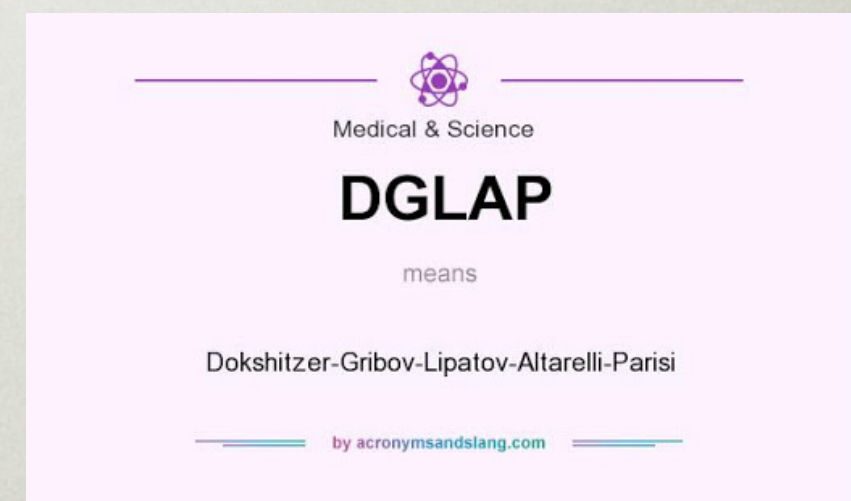 Medical & Science
DGLAP
means
Dokshitzer-Gribov-Lipatov-Altarelli-Parisi
by acronymsandslang.com